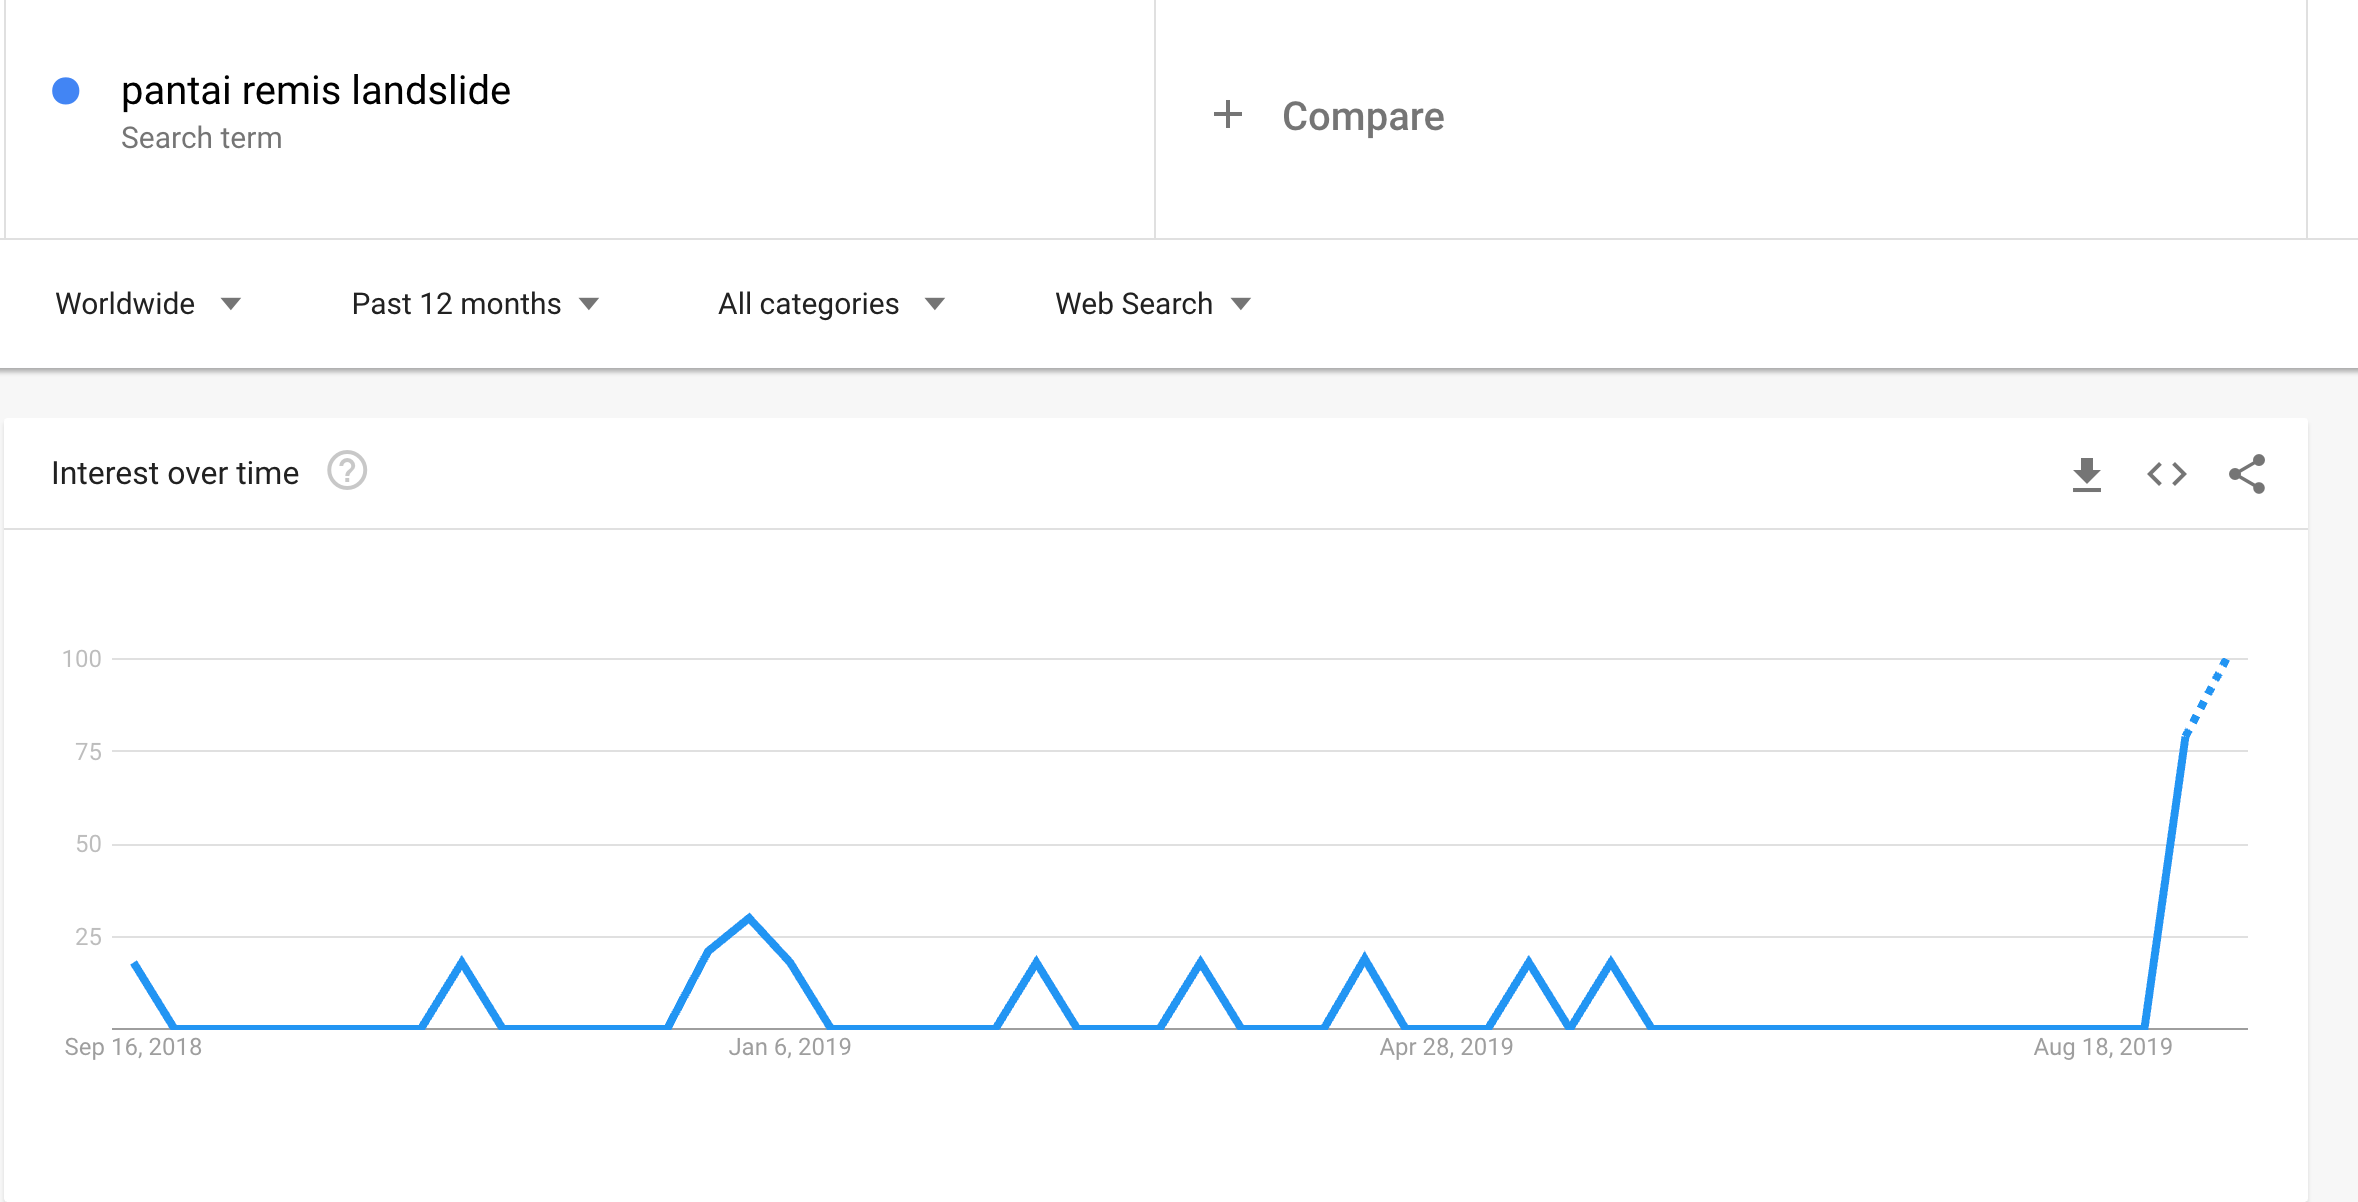 pantai remis landslide
Search term
+ Compare
Worldwide
Past 12 months
All categories
Web Search
Interest over time ?
100
75
50
25
Sep 16, 2018
Jan 6, 2019
Apr 28, 2019
Aug 18, 2019